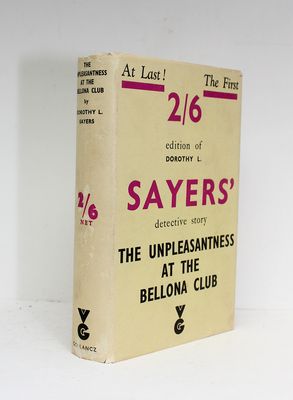 THE
UNPLEASANTNESS
AT THE
BELLONA CLUB
by
DOROTHY L.
SAYERS
2/6
NET
VG
GOLLANCZ
At Last!
The First
2/6
edition of
DOROTHY L.
SAYERS'
detective story
THE UNPLEASANTNESS
AT THE
BELLONA CLUB
VG